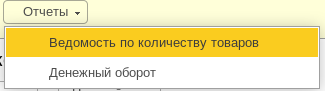 Отчеты
Ведомость по количеству товаров
Денежный оборот